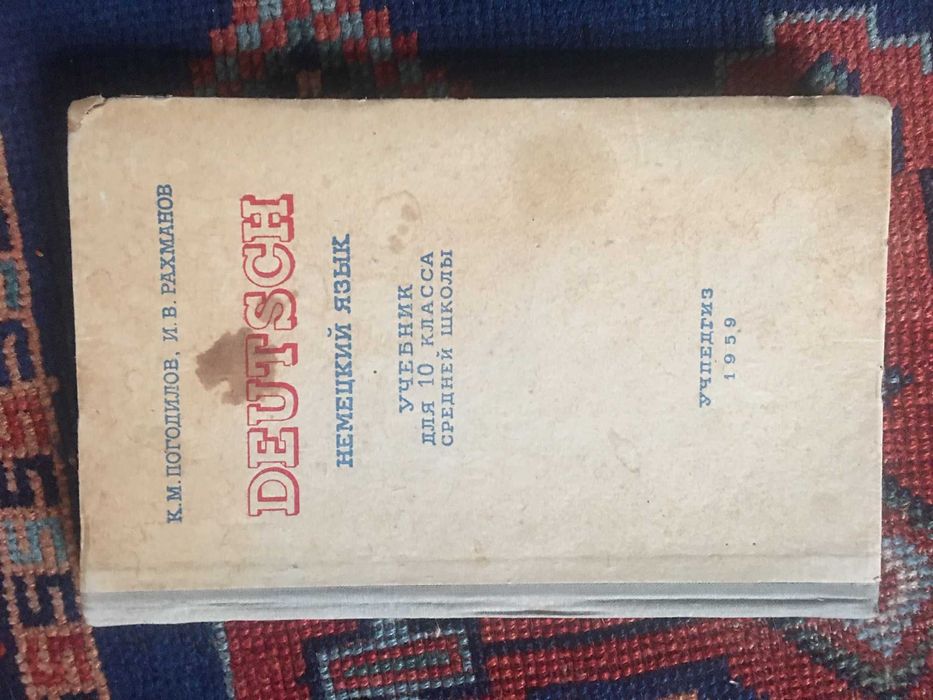 К. М. ПОГОДИЛОВ, И. В. РАХМАНОВ
DEUTSCH
НЕМЕЦКИЙ ЯЗЫК
УЧЕБНИК
ДЛЯ 10 КЛАССА
СРЕДНЕЙ ШКОЛЫ
УЧПЕДГИЗ
1959